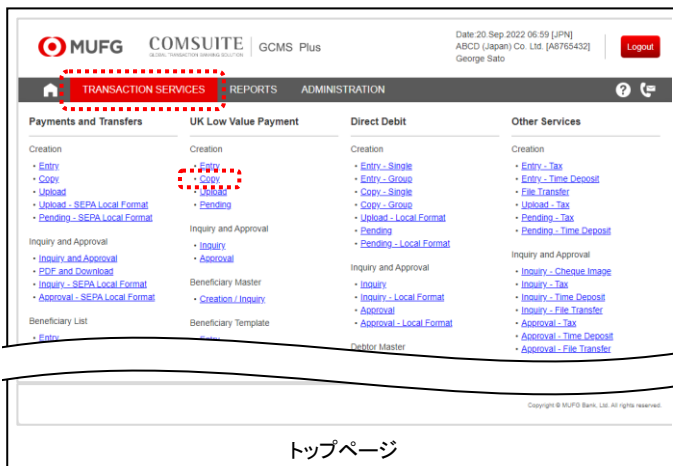 MUFG COMSUITE GCMS Plus
GLOBAL TRANSACTION BANKING SOLUTION
Date:20.Sep.2022 06:59 [JPN]
ABCD (Japan) Co. Ltd. [A8765432]
George Sato
Logout
TRANSACTION SERVICES REPORTS ADMINISTRATION
Payments and Transfers
Creation
・Entry
・Copy
・Upload
・Upload - SEPA Local Format
・Pending - SEPA Local Format
Inquiry and Approval
・Inquiry and Approval
・PDF and Download
・Inquiry - SEPA Local Format
・Approval - SEPA Local Format
Beneficiary List
・Entry
UK Low Value Payment
Creation
・Entry
・Copy
・Upload
・Pending
Inquiry and Approval
・Inquiry
・Approval
Beneficiary Master
・Creation / Inquiry
Beneficiary Template
Direct Debit
Creation
・Entry - Single
・Entry - Group
・Copy - Single
・Copy - Group
・Upload - Local Format
・Pending
・Pending - Local Format
Inquiry and Approval
・Inquiry
・Inquiry - Local Format
・Approval
・Approval - Local Format
Debtor Master
Other Services
Creation
・Entry - Tax
・Entry - Time Deposit
・File Transfer
・Upload - Tax
・Pending - Tax
・Pending - Time Deposit
Inquiry and Approval
・Inquiry - Cheque Image
・Inquiry - Tax
・Inquiry - Time Deposit
・Inquiry - File Transfer
・Approval - Tax
・Approval - Time Deposit
・Approval - File Transfer
Copyright © MUFG Bank, Ltd. All rights reserved.
トップページ